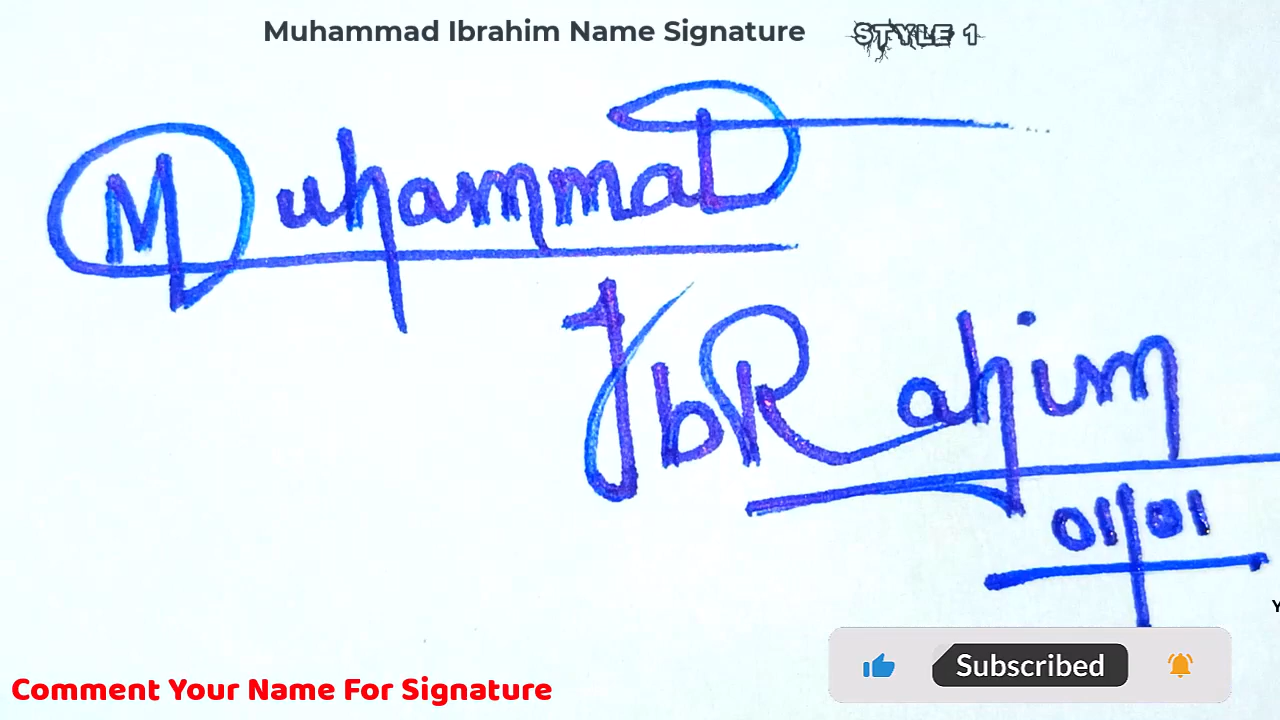 Muhammad Ibrahim Name Signature STYLE 1
MuhammaD
IbRahim
01/01
Comment Your Name For Signature
Subscribed